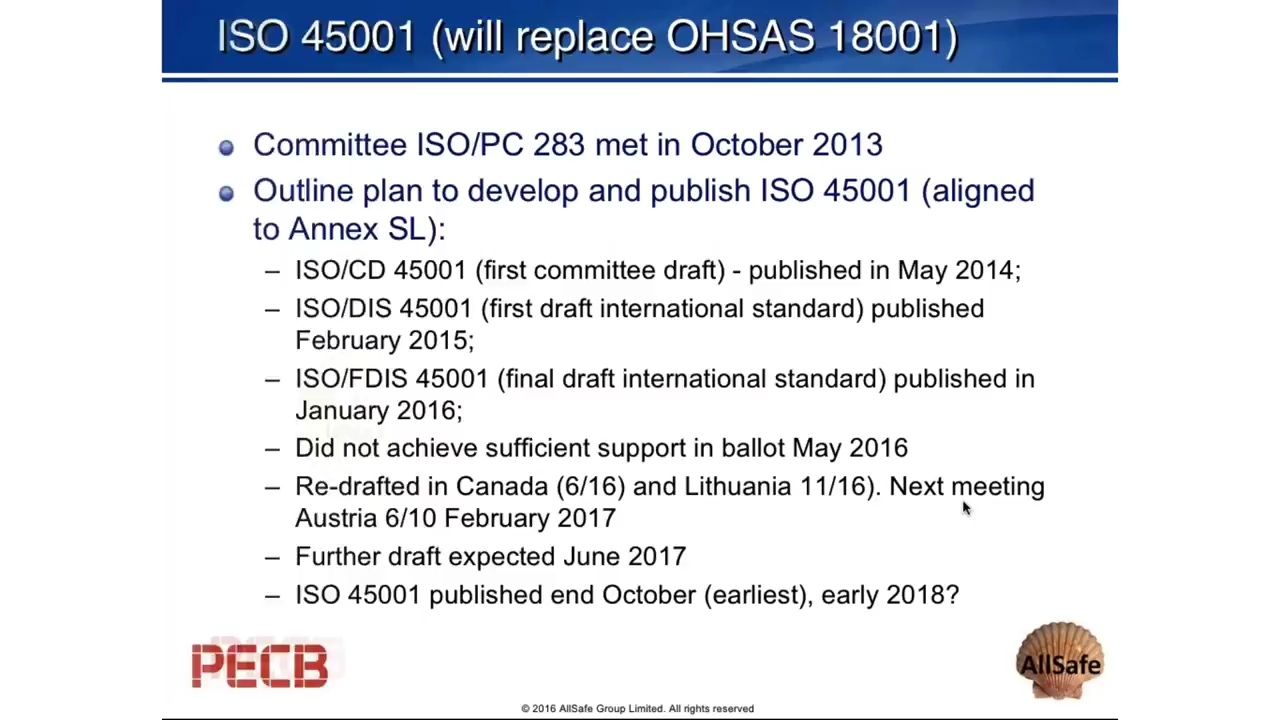 ISO 45001 (will replace OHSAS 18001)
Committee ISO/PC 283 met in October 2013
Outline plan to develop and publish ISO 45001 (aligned
to Annex SL):
– ISO/CD 45001 (first committee draft) - published in May 2014;
– ISO/DIS 45001 (first draft international standard) published
February 2015;
– ISO/FDIS 45001 (final draft international standard) published in
January 2016;
– Did not achieve sufficient support in ballot May 2016
– Re-drafted in Canada (6/16) and Lithuania 11/16). Next meeting
Austria 6/10 February 2017
– Further draft expected June 2017
– ISO 45001 published end October (earliest), early 2018?
PECB
AllSafe
© 2016 AllSafe Group Limited. All rights reserved